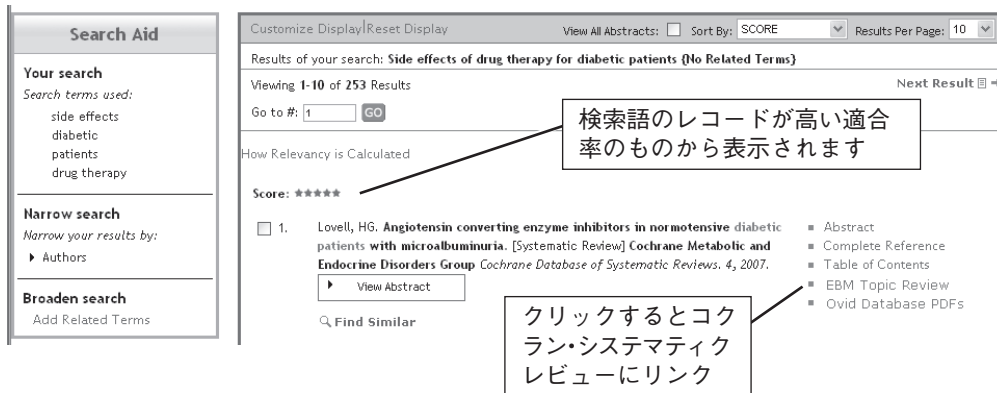 Search Aid
Your search
Search terms used:
side effects
diabetic
patients
drug therapy
Narrow search
Narrow your results by:
Authors
Broaden search
Add Related Terms
Customize Display|Reset Display View All Abstracts: Sort By: SCORE Results Per Page: 10
Results of your search: Side effects of drug therapy for diabetic patients {No Related Terms}
Viewing 1-10 of 253 Results Next Result
Go to #: 1 GO
検索語のレコードが高い適合
率のものから表示されます
How Relevancy is Calculated
Score: ★★★★★
1. Lovell, HG. Angiotensin converting enzyme inhibitors in normotensive diabetic
patients with microalbuminuria. [Systematic Review] Cochrane Metabolic and
Endocrine Disorders Group Cochrane Database of Systematic Reviews. 4, 2007.
View Abstract
Find Similar
Abstract
Complete Reference
Table of Contents
EBM Topic Review
Ovid Database PDFs
クリックするとコク
ラン・システマティク
レビューにリンク